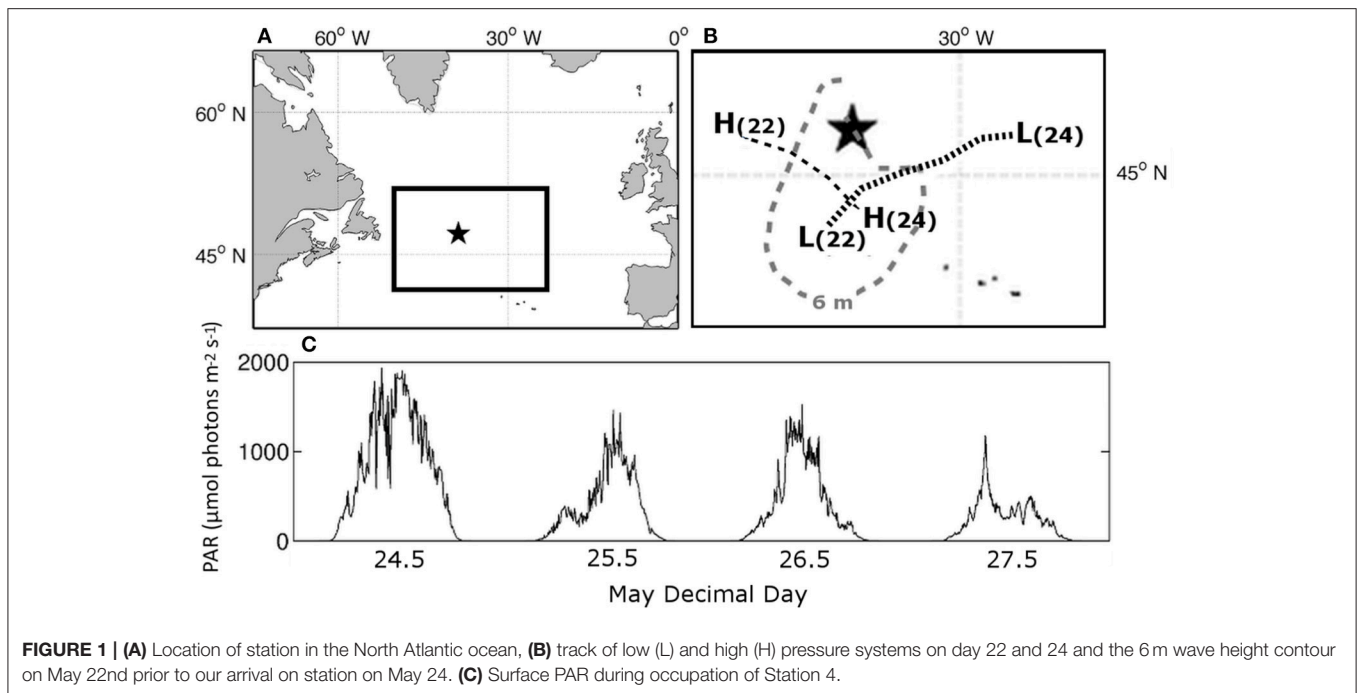 A 60° W 30° W 0°
B 30° W
60° N
45° N
H(22)
L(24)
45° N
H(24)
L(22)
6 m
C
PAR (µmol photons m-2 s-1)
2000
1000
0
24.5 25.5 26.5 27.5
May Decimal Day
FIGURE 1 | (A) Location of station in the North Atlantic ocean, (B) track of low (L) and high (H) pressure systems on day 22 and 24 and the 6 m wave height contour
on May 22nd prior to our arrival on station on May 24. (C) Surface PAR during occupation of Station 4.